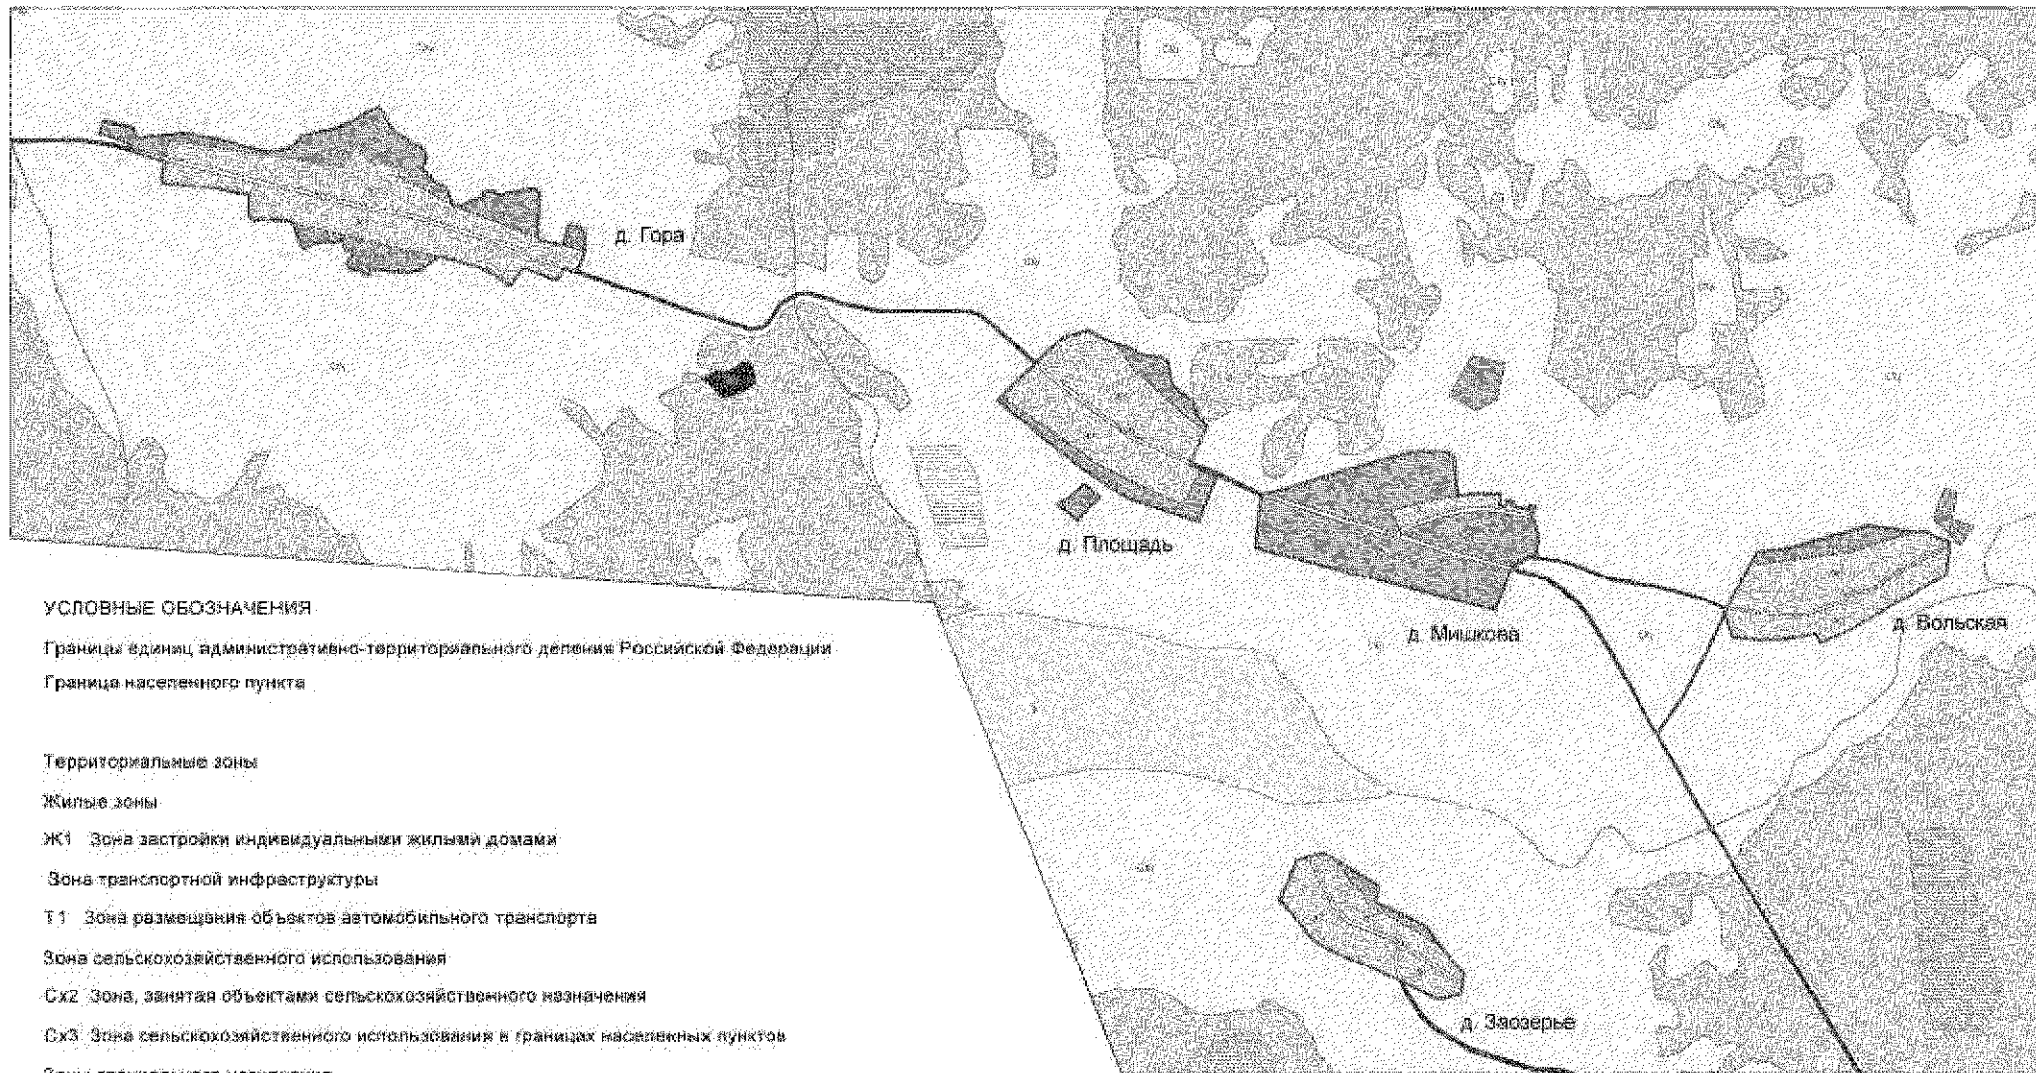 д. Гора
д. Площадь
д. Мишкова
д. Вольская
д. Заозерье
УСЛОВНЫЕ ОБОЗНАЧЕНИЯ
Границы единиц административно-территориального деления Российской Федерации
Граница населенного пункта
Территориальные зоны
Жилые зоны
Ж1 Зона застройки индивидуальными жилыми домами
Зона транспортной инфраструктуры
Т1 Зона размещения объектов автомобильного транспорта
Зона сельскохозяйственного использования
Сх2 Зона, занятая объектами сельскохозяйственного назначения
Сх3 Зона сельскохозяйственного использования в границах населенных пунктов